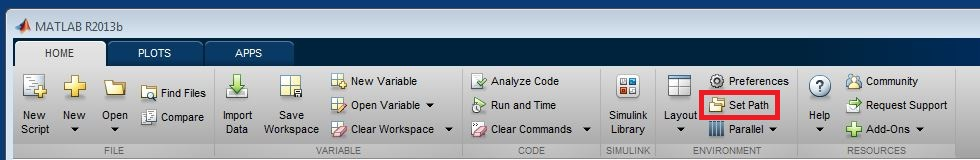 MATLAB R2013b
HOME PLOTS APPS
New Script
New
Open
Find Files
Compare
FILE
Import Data
Save Workspace
New Variable
Open Variable
Clear Workspace
VARIABLE
Analyze Code
Run and Time
Clear Commands
CODE
Simulink Library
SIMULINK
Layout
Preferences
Set Path
Parallel
ENVIRONMENT
Help
Community
Request Support
Add-Ons
RESOURCES